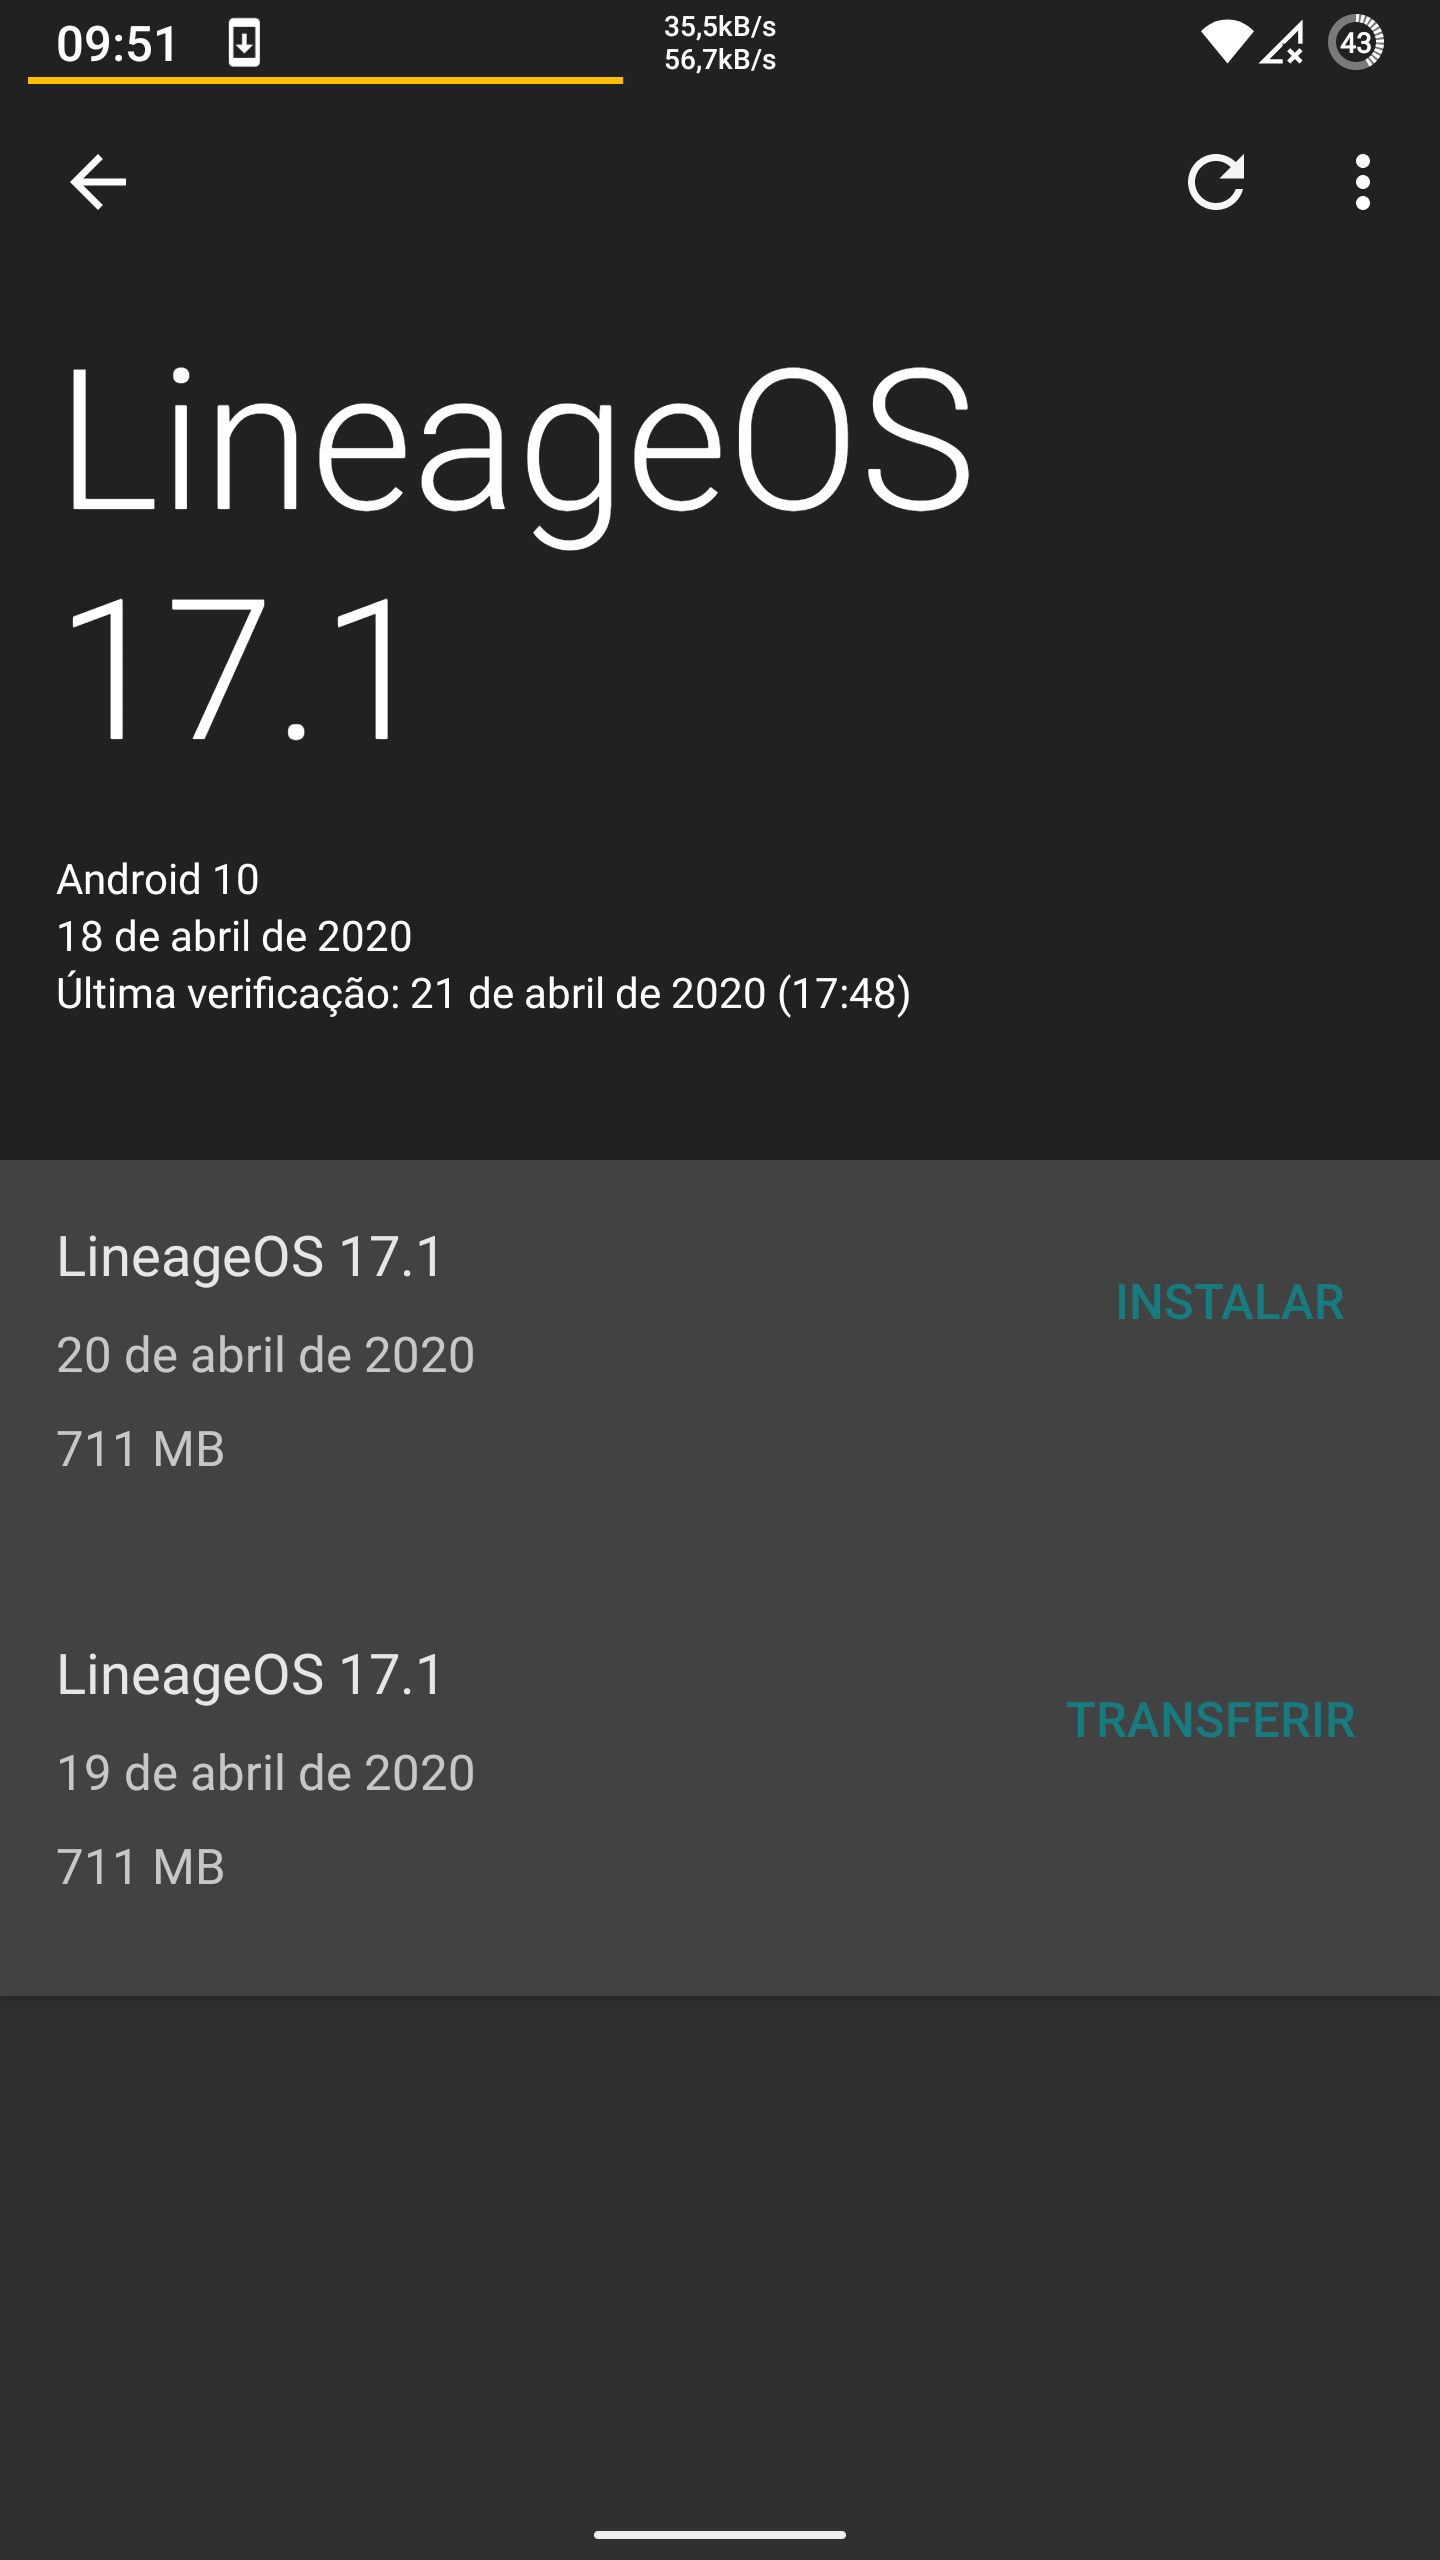 09:51
35,5kB/s
56,7kB/s
43
LineageOS
17.1
Android 10
18 de abril de 2020
Última verificação: 21 de abril de 2020 (17:48)
LineageOS 17.1
INSTALAR
20 de abril de 2020
711 MB
LineageOS 17.1
TRANSFERIR
19 de abril de 2020
711 MB